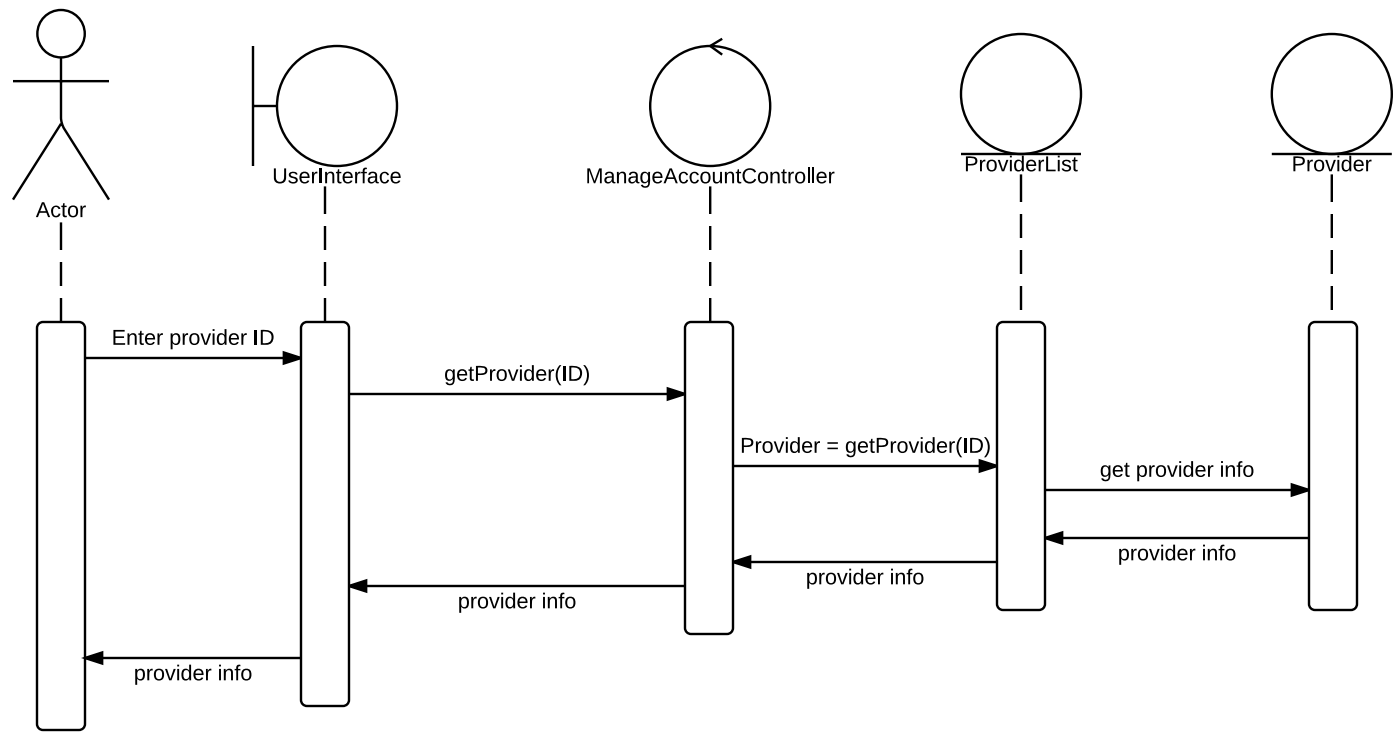 UserInterface
ManageAccountController
ProviderList
Provider
Actor
Enter provider ID
getProvider(ID)
Provider = getProvider(ID)
get provider info
provider info
provider info
provider info
provider info